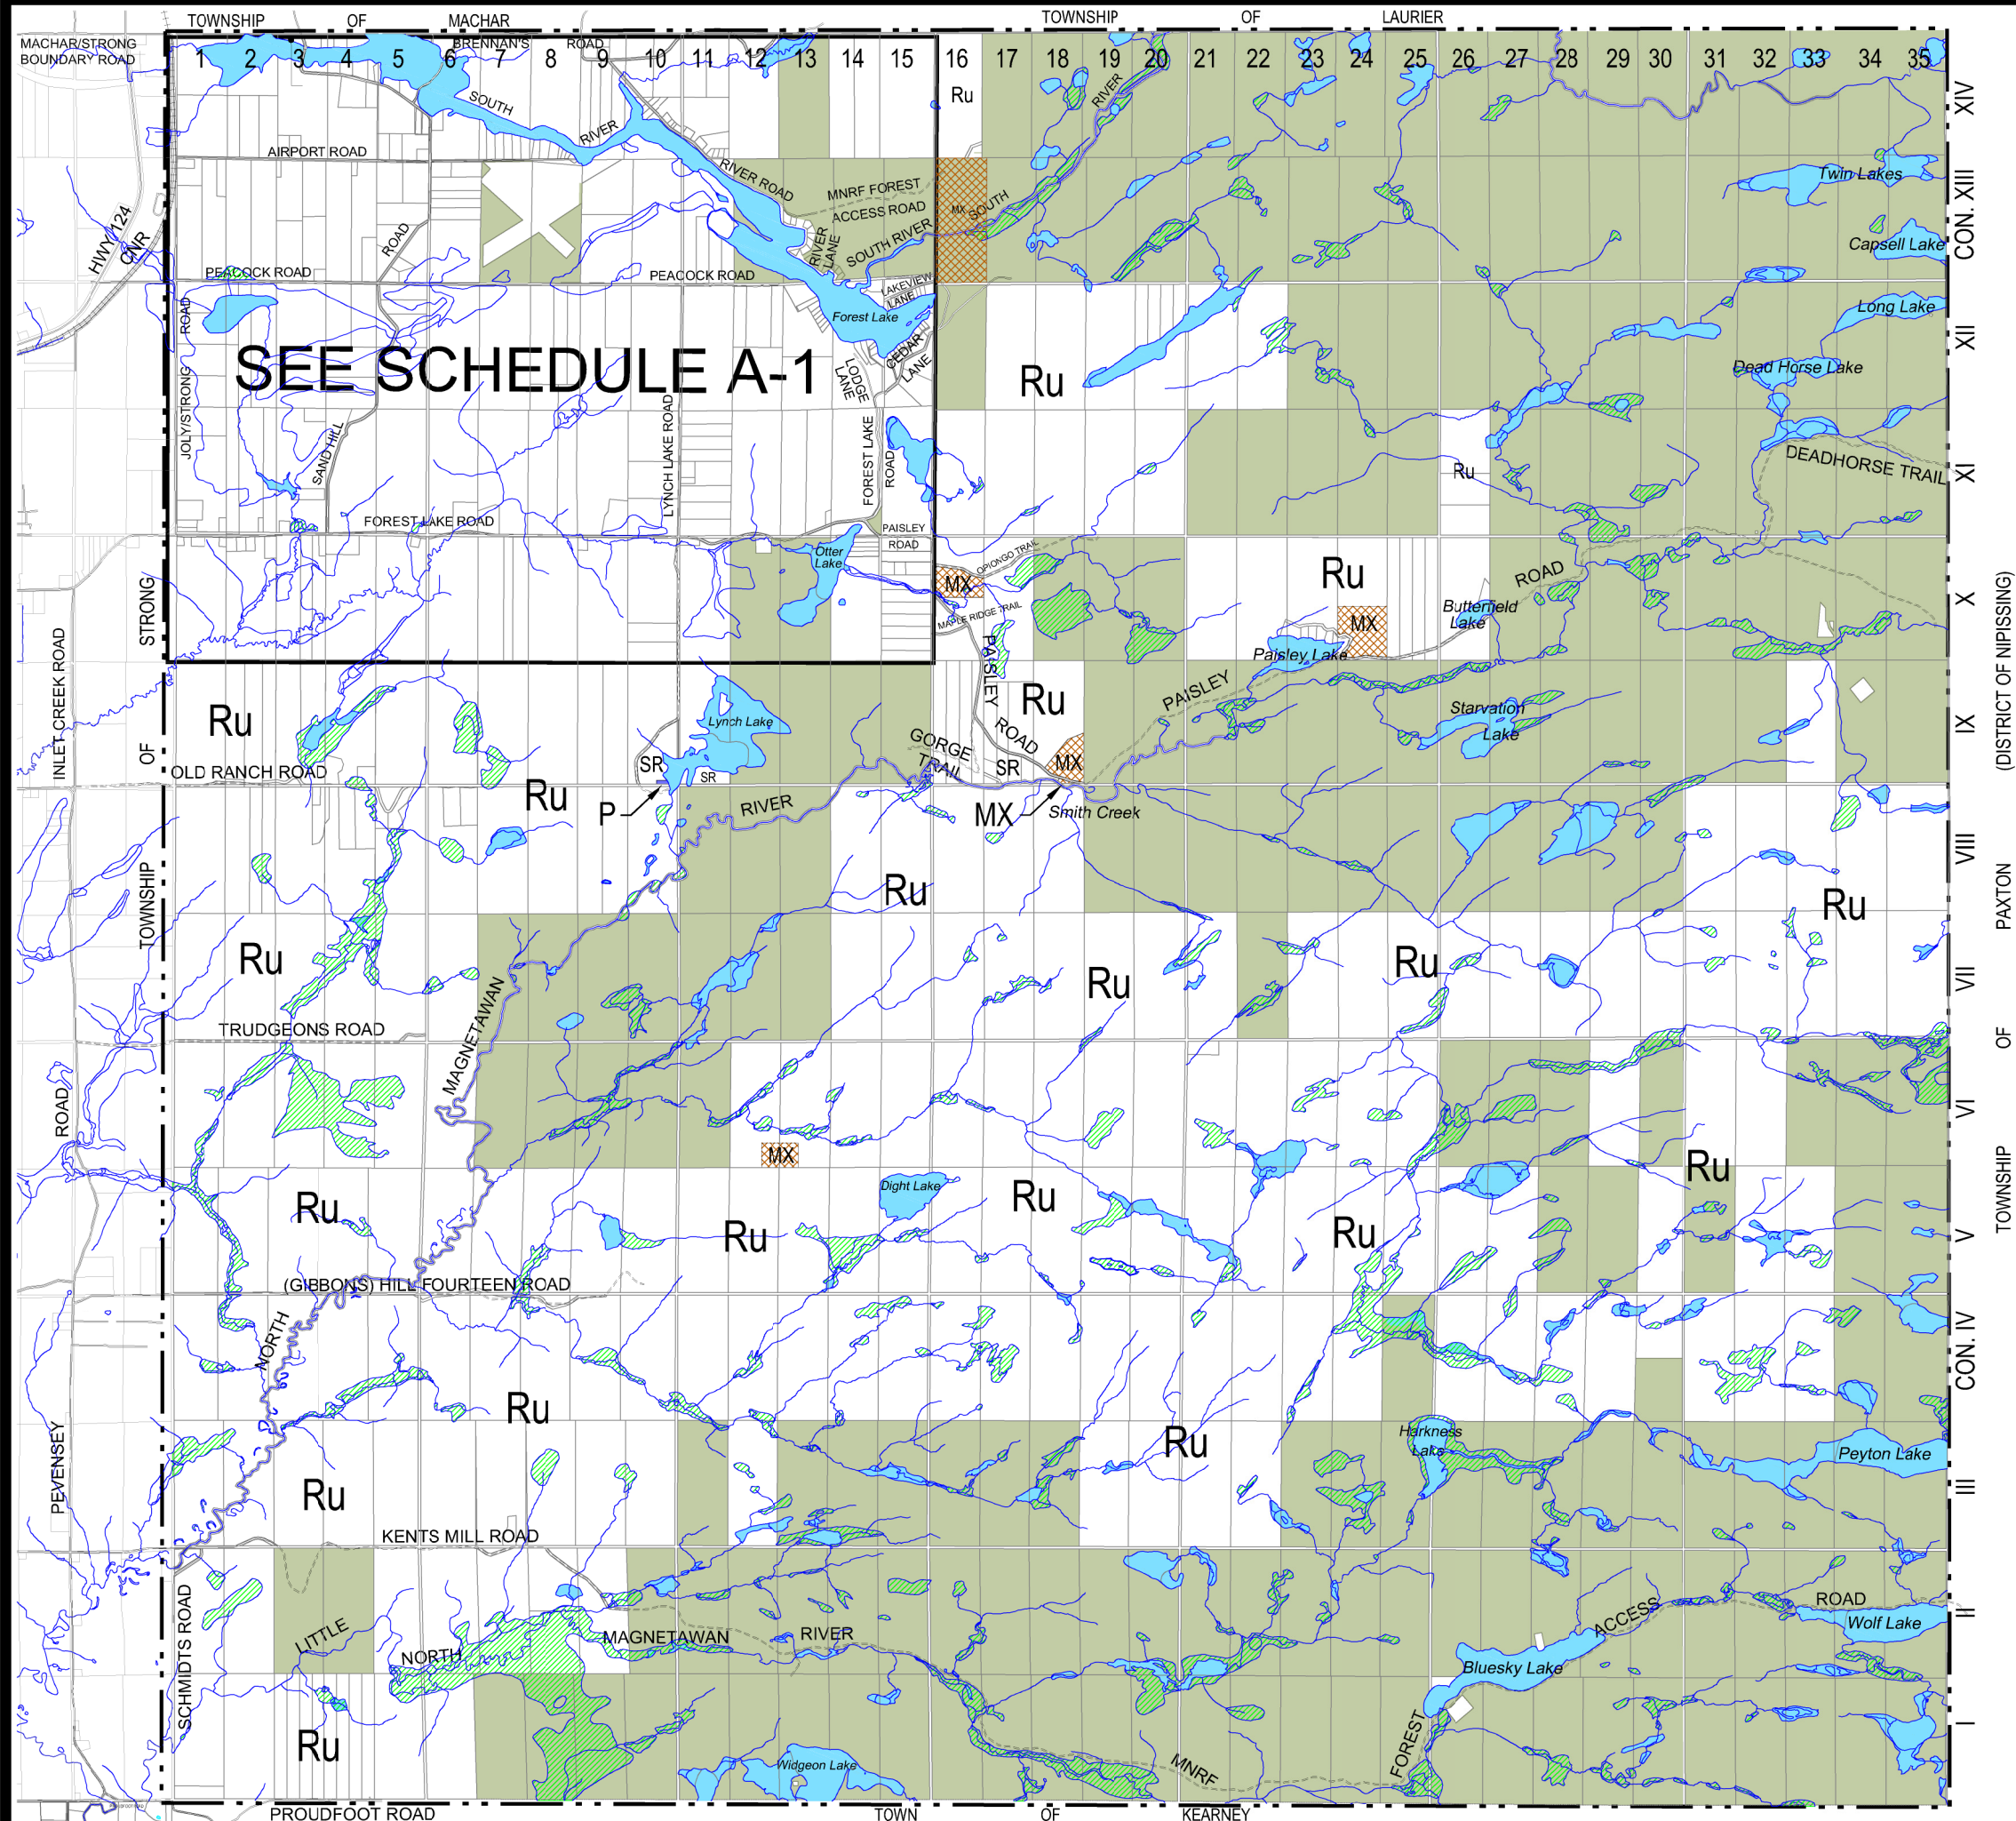 TOWNSHIP OF MACHAR
TOWNSHIP OF LAURIER
MACHAR/STRONG
BOUNDARY ROAD
BRENNAN'S ROAD
1 2 3 4 5 6 7 8 9 10 11 12 13 14 15 16 17 18 19 20 21 22 23 24 25 26 27 28 29 30 31 32 33 34 35
XIV
Ru
SOUTH RIVER
RIVER
AIRPORT ROAD
RIVER ROAD
MNRF FOREST
ACCESS ROAD
MX
SOUTH
Twin Lakes
CON. XIII
HWY 124
CNR
ROAD
RIVER
LANE
SOUTH RIVER
Capsell Lake
PEACOCK ROAD
PEACOCK ROAD
LAKEVIEW
LANE
JOLY/STRONG ROAD
Forest Lake
Long Lake
XII
SEE SCHEDULE A-1
CEDAR
LANE
LODGE
LANE
Ru
Dead Horse Lake
SAND HILL
LYNCH LAKE ROAD
FOREST LAKE
ROAD
Ru
DEADHORSE TRAIL
XI
FOREST LAKE ROAD
PAISLEY
ROAD
Otter
Lake
OPIONGO TRAIL
MX
Ru
ROAD
X
STRONG
MAPLE RIDGE TRAIL
Butterfield
Lake
MX
Paisley Lake
(DISTRICT OF NIPISSING)
INLET CREEK ROAD
PAISLEY
ROAD
Ru
PAISLEY
Ru
Lynch Lake
Starvation
Lake
IX
OF
OLD RANCH ROAD
SR
SR
GORGE
TRAIL
SR
MX
Ru
P
RIVER
MX
Smith Creek
VIII
TOWNSHIP
Ru
Ru
PAXTON
Ru
Ru
Ru
VII
MAGNETAWAN
TRUDGEONS ROAD
OF
ROAD
VI
MX
Ru
Dight Lake
Ru
Ru
Ru
Ru
V
TOWNSHIP
(GIBBONS) HILL FOURTEEN ROAD
NORTH
CON. IV
Ru
Ru
Harkness
Lake
Peyton Lake
PEVENSEY
Ru
III
KENTS MILL ROAD
SCHMIDTS ROAD
LITTLE
NORTH
MAGNETAWAN
RIVER
ACCESS
ROAD
II
Wolf Lake
Bluesky Lake
Ru
Widgeon Lake
MNRF
FOREST
I
PROUDFOOT ROAD
TOWN OF KEARNEY